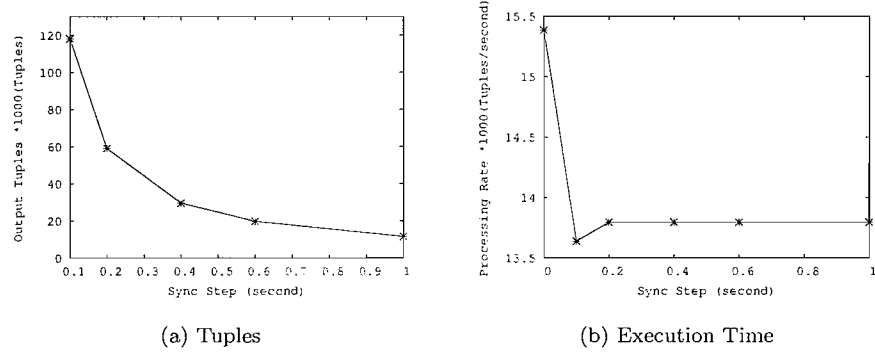 Output Tuples *1000(Tuples)
120
100
80
60
40
20
0
0.1 0.2 0.3 0.4 0.5 0.6 0.7 0.8 0.9 1
Sync Step (second)
(a) Tuples
Processing Rate *1000(Tuples/second)
15.5
15
14.5
14
13.5
0 0.2 0.4 0.6 0.8 1
Sync Step (second)
(b) Execution Time